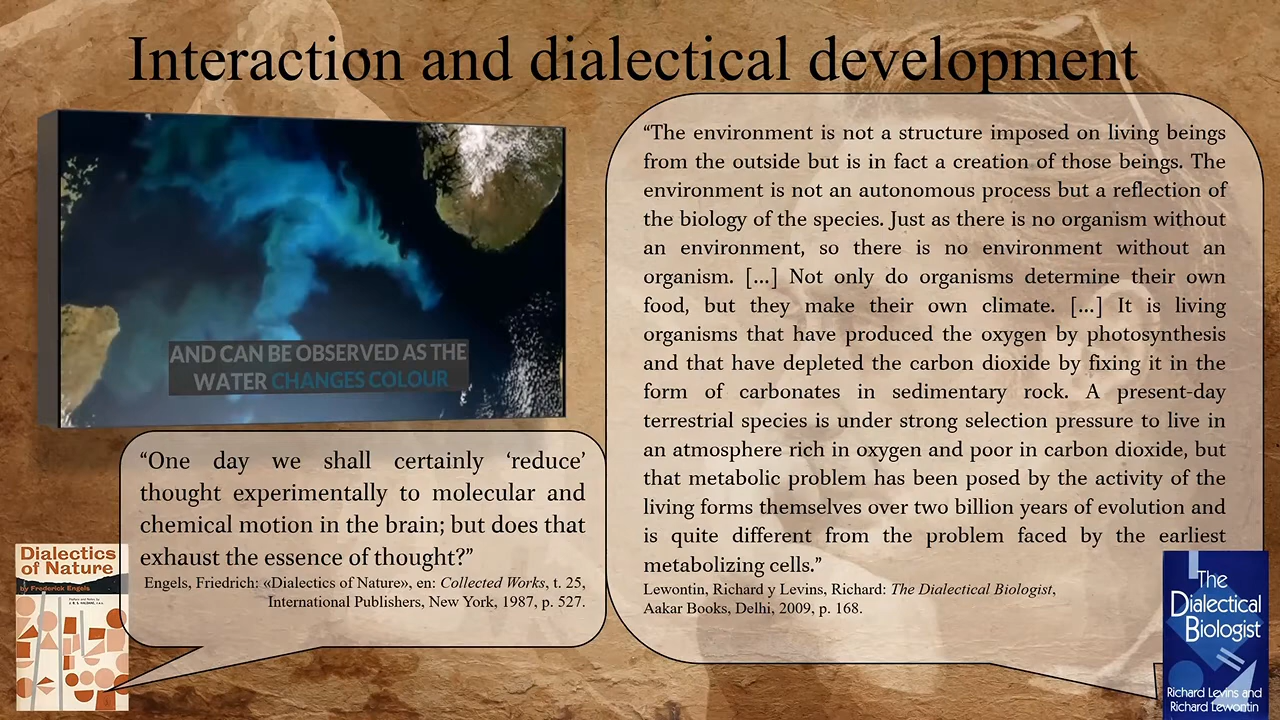 Interaction and dialectical development
AND CAN BE OBSERVED AS THE
WATER CHANGES COLOUR
“One day we shall certainly ‘reduce’
thought experimentally to molecular and
chemical motion in the brain; but does that
exhaust the essence of thought?”
Engels, Friedrich: «Dialectics of Nature», en: Collected Works, t. 25,
International Publishers, New York, 1987, p. 527.
Dialectics
of Nature
by Frederick Engels
“The environment is not a structure imposed on living beings
from the outside but is in fact a creation of those beings. The
environment is not an autonomous process but a reflection of
the biology of the species. Just as there is no organism without
an environment, so there is no environment without an
organism. [...] Not only do organisms determine their own
food, but they make their own climate. [...] It is living
organisms that have produced the oxygen by photosynthesis
and that have depleted the carbon dioxide by fixing it in the
form of carbonates in sedimentary rock. A present-day
terrestrial species is under strong selection pressure to live in
an atmosphere rich in oxygen and poor in carbon dioxide, but
that metabolic problem has been posed by the activity of the
living forms themselves over two billion years of evolution and
is quite different from the problem faced by the earliest
metabolizing cells.”
Lewontin, Richard y Levins, Richard: The Dialectical Biologist,
Aakar Books, Delhi, 2009, p. 168.
The
Dialectical
Biologist
Richard Levins and
Richard Lewontin